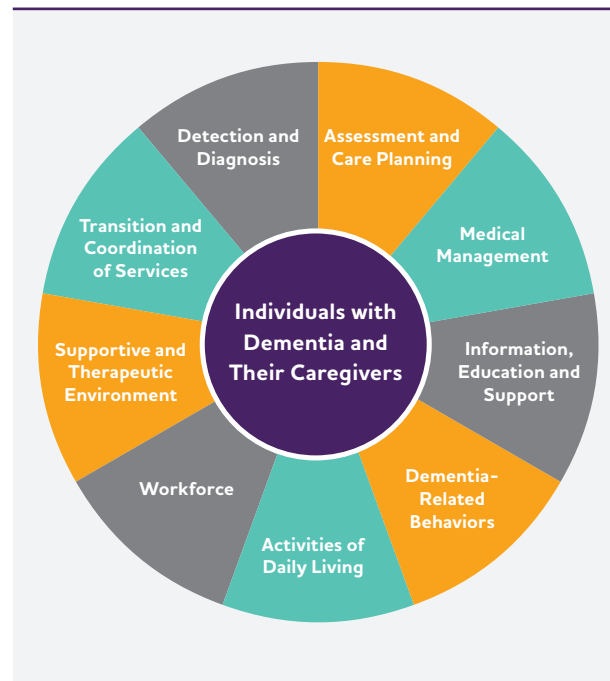 Detection and
Diagnosis
Assessment and
Care Planning
Medical
Management
Information,
Education and
Support
Dementia-
Related
Behaviors
Activities of
Daily Living
Workforce
Supportive and
Therapeutic
Environment
Transition and
Coordination
of Services
Individuals with
Dementia and
Their Caregivers